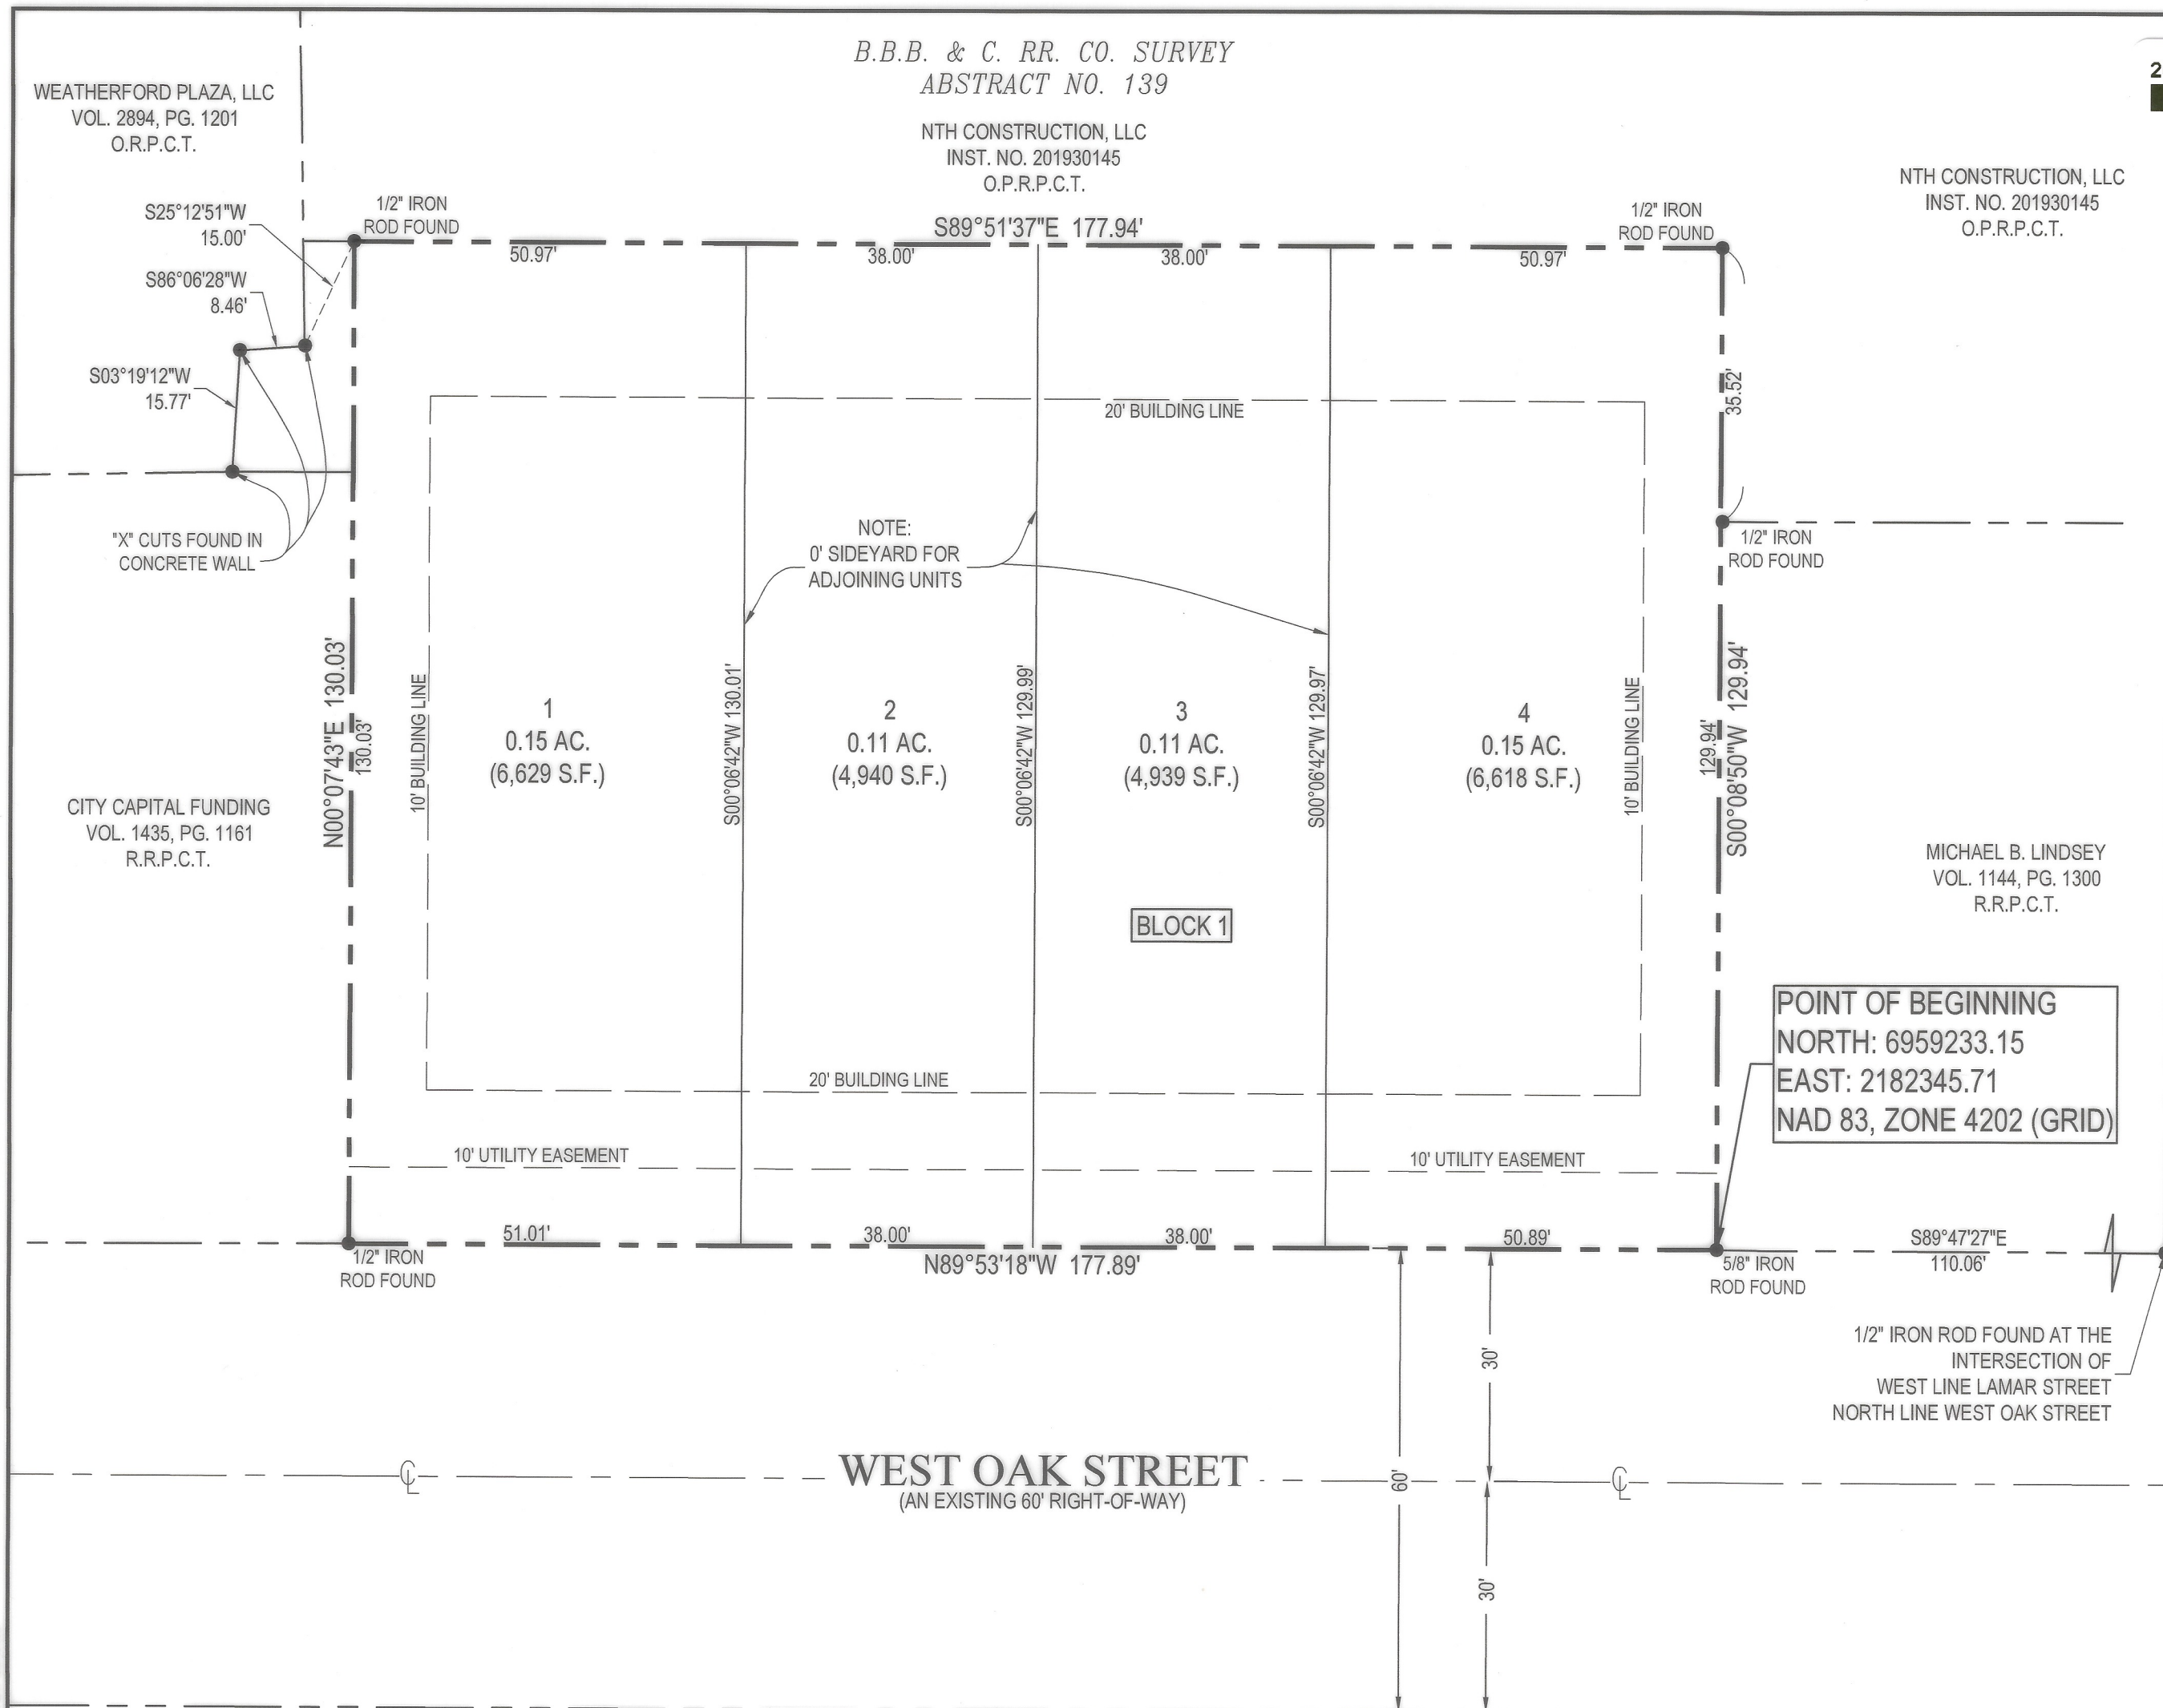 B.B.B. & C. RR. CO. SURVEY
ABSTRACT NO. 139
WEATHERFORD PLAZA, LLC
VOL. 2894, PG. 1201
O.R.P.C.T.
NTH CONSTRUCTION, LLC
INST. NO. 201930145
O.P.R.P.C.T.
NTH CONSTRUCTION, LLC
INST. NO. 201930145
O.P.R.P.C.T.
2
S25°12'51"W
15.00'
1/2" IRON
ROD FOUND
S89°51'37"E 177.94'
1/2" IRON
ROD FOUND
50.97'
38.00'
38.00'
50.97'
S86°06'28"W
8.46'
S03°19'12"W
15.77'
35.52'
20' BUILDING LINE
"X" CUTS FOUND IN
CONCRETE WALL
NOTE:
0' SIDEYARD FOR
ADJOINING UNITS
1/2" IRON
ROD FOUND
N00°07'43"E 130.03'
130.03'
10' BUILDING LINE
1
0.15 AC.
(6,629 S.F.)
S00°06'42"W 130.01'
2
0.11 AC.
(4,940 S.F.)
S00°06'42"W 129.99'
3
0.11 AC.
(4,939 S.F.)
S00°06'42"W 129.97'
4
0.15 AC.
(6,618 S.F.)
10' BUILDING LINE
129.94'
S00°08'50"W 129.94'
CITY CAPITAL FUNDING
VOL. 1435, PG. 1161
R.R.P.C.T.
MICHAEL B. LINDSEY
VOL. 1144, PG. 1300
R.R.P.C.T.
BLOCK 1
POINT OF BEGINNING
NORTH: 6959233.15
EAST: 2182345.71
NAD 83, ZONE 4202 (GRID)
20' BUILDING LINE
10' UTILITY EASEMENT
10' UTILITY EASEMENT
51.01'
38.00'
38.00'
50.89'
1/2" IRON
ROD FOUND
N89°53'18"W 177.89'
5/8" IRON
ROD FOUND
S89°47'27"E
110.06'
1/2" IRON ROD FOUND AT THE
INTERSECTION OF
WEST LINE LAMAR STREET
NORTH LINE WEST OAK STREET
30'
60'
30'
CL
WEST OAK STREET
(AN EXISTING 60' RIGHT-OF-WAY)
CL